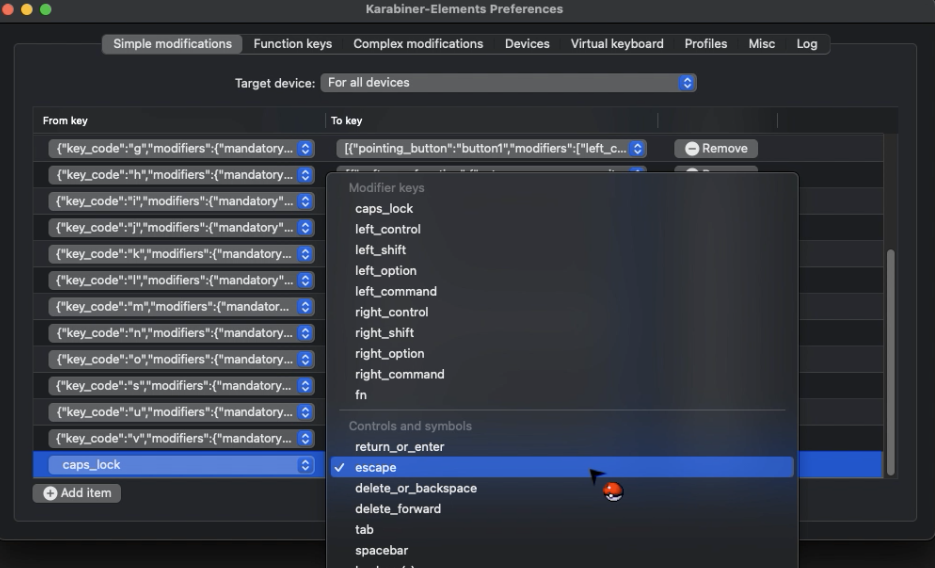 Karabiner-Elements Preferences
Simple modifications Function keys Complex modifications Devices Virtual keyboard Profiles Misc Log
Target device: For all devices
From key To key
{"key_code":"g","modifiers":{"mandatory... [{"pointing_button":"button1","modifiers":["left_c... Remove
{"key_code":"h","modifiers":{"mandatory...
{"key_code":"i","modifiers":{"mandatory"...
{"key_code":"j","modifiers":{"mandatory"...
{"key_code":"k","modifiers":{"mandatory...
{"key_code":"l","modifiers":{"mandatory"...
{"key_code":"m","modifiers":{"mandator...
{"key_code":"n","modifiers":{"mandatory...
{"key_code":"o","modifiers":{"mandatory...
{"key_code":"s","modifiers":{"mandatory...
{"key_code":"u","modifiers":{"mandatory...
{"key_code":"v","modifiers":{"mandatory...
caps_lock
Add item
Modifier keys
caps_lock
left_control
left_shift
left_option
left_command
right_control
right_shift
right_option
right_command
fn
Controls and symbols
return_or_enter
escape
delete_or_backspace
delete_forward
tab
spacebar